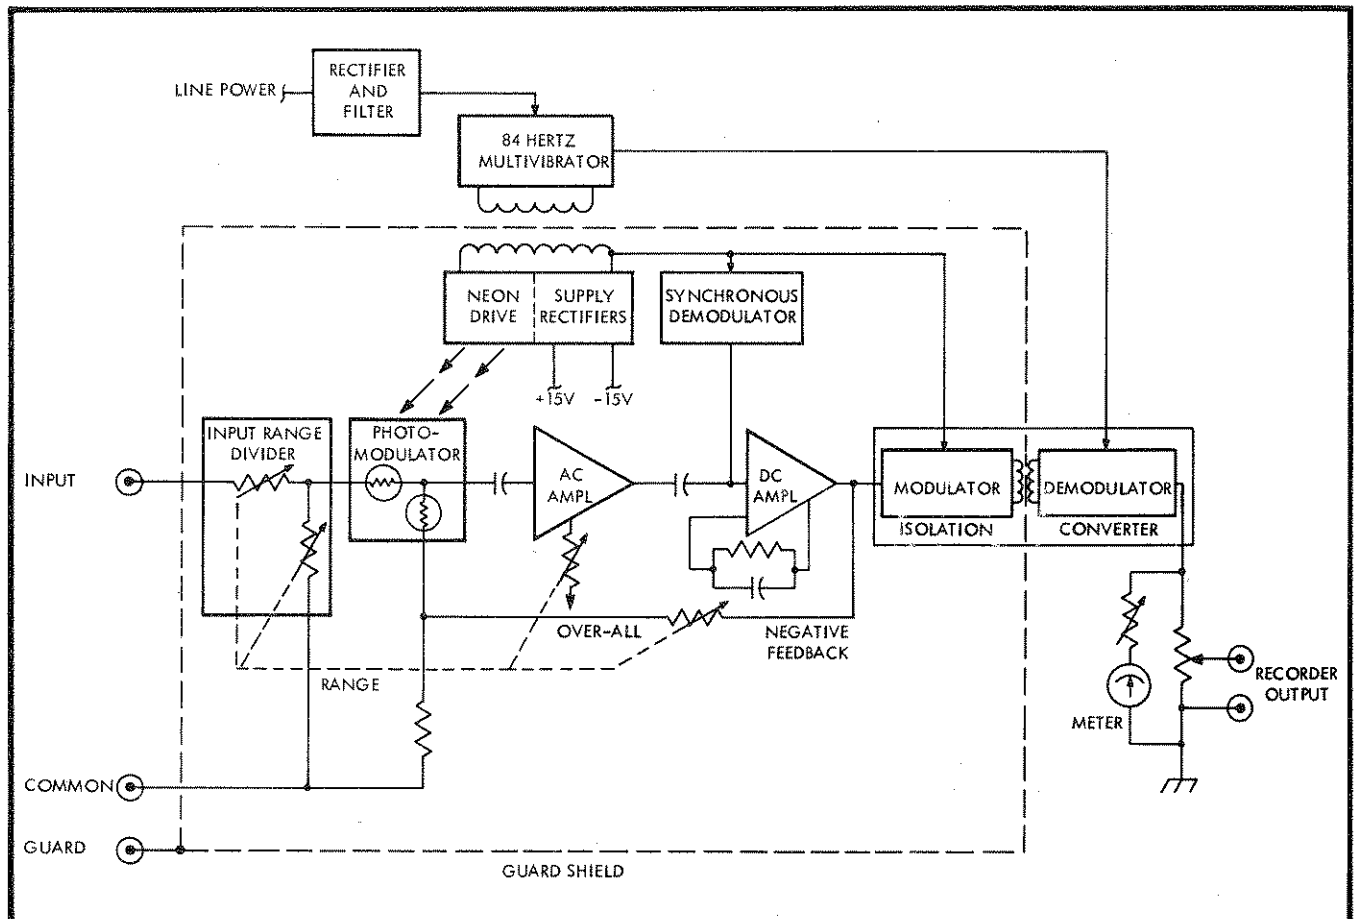 LINE POWER
RECTIFIER
AND
FILTER
84 HERTZ
MULTIVIBRATOR
NEON
DRIVE
SUPPLY
RECTIFIERS
SYNCHRONOUS
DEMODULATOR
+15V
-15V
INPUT RANGE
DIVIDER
PHOTO-
MODULATOR
INPUT
AC
AMPL
DC
AMPL
MODULATOR
DEMODULATOR
ISOLATION
CONVERTER
OVER-ALL
NEGATIVE
FEEDBACK
RANGE
RECORDER
OUTPUT
METER
COMMON
GUARD
GUARD SHIELD